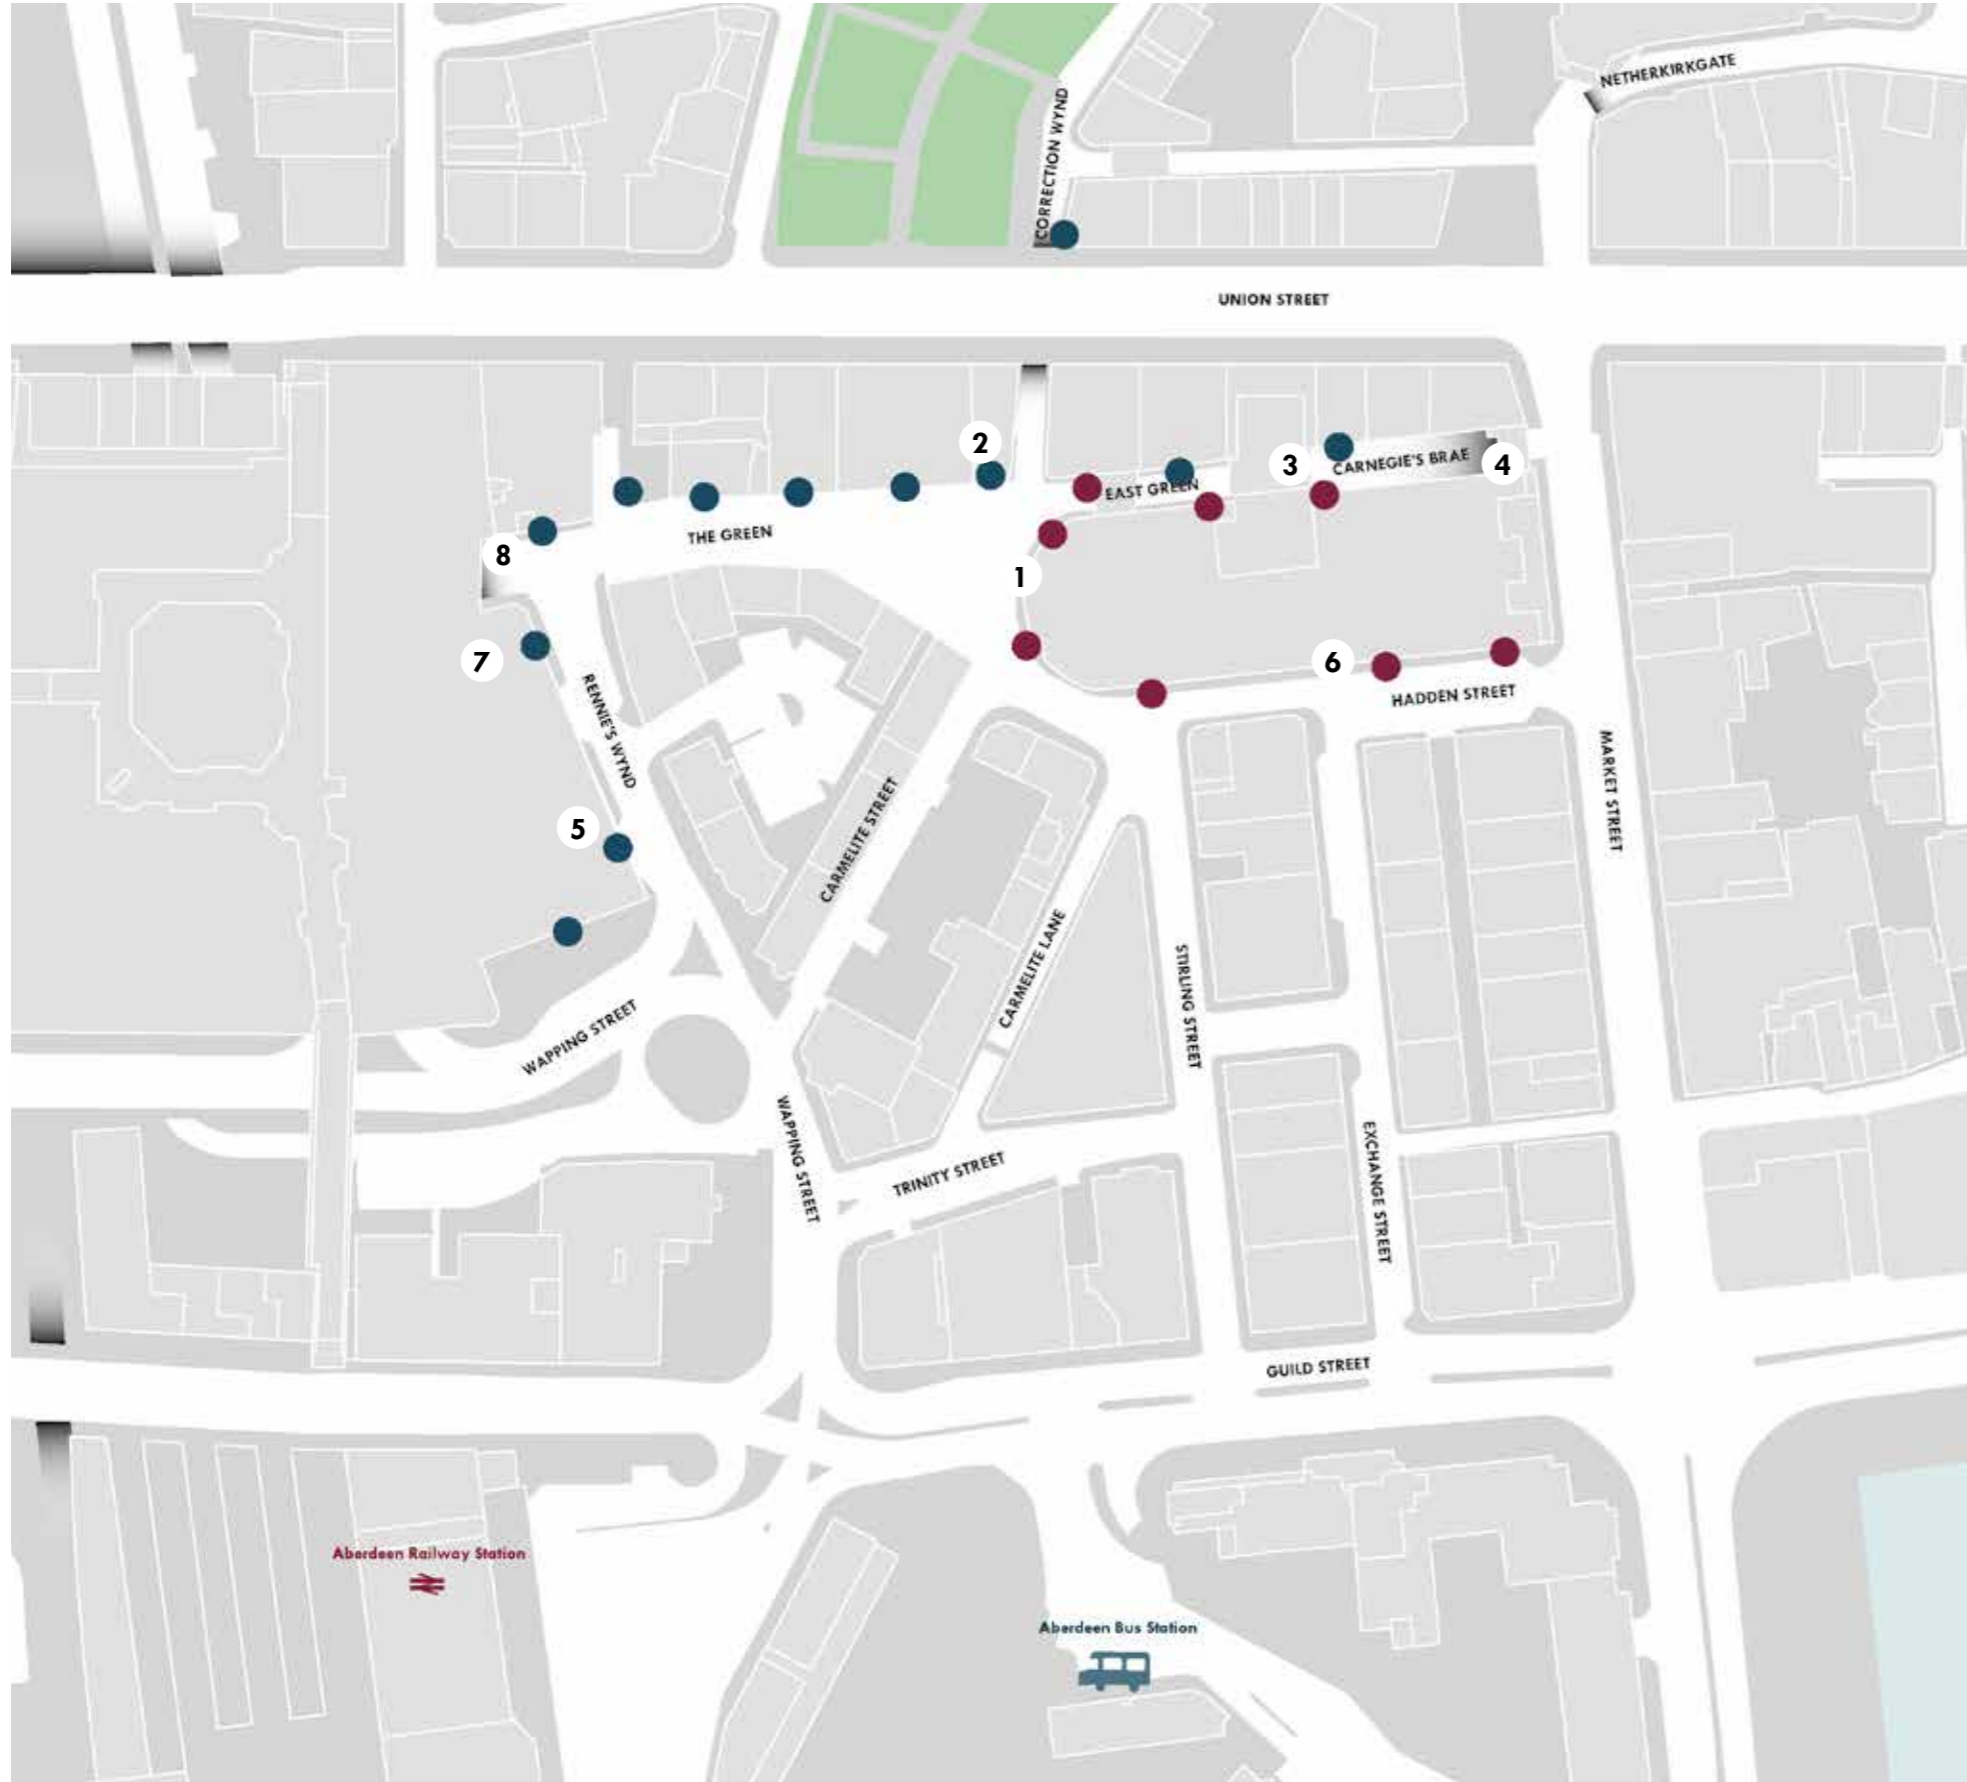 NETHERKIRKGATE
CORRECTION WYND
UNION STREET
2
3
CARNEGIE'S BRAE
4
EAST GREEN
THE GREEN
8
1
7
6
HADDEN STREET
RENNIE'S WYND
MARKET STREET
5
CARMELITE STREET
CARMELITE LANE
STIRLING STREET
WAPPING STREET
WAPPING STREET
TRINITY STREET
EXCHANGE STREET
GUILD STREET
Aberdeen Railway Station
Aberdeen Bus Station